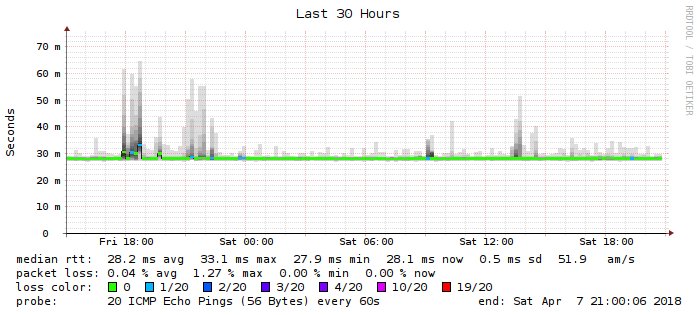 Last 30 Hours
RRDTOOL / TOBI OETIKER
Seconds
70 m
60 m
50 m
40 m
30 m
20 m
10 m
0
Fri 18:00 Sat 00:00 Sat 06:00 Sat 12:00 Sat 18:00
median rtt: 28.2 ms avg 33.1 ms max 27.9 ms min 28.1 ms now 0.5 ms sd 51.9 am/s
packet loss: 0.04 % avg 1.27 % max 0.00 % min 0.00 % now
loss color: 0 1/20 2/20 3/20 4/20 10/20 19/20
probe: 20 ICMP Echo Pings (56 Bytes) every 60s end: Sat Apr 7 21:00:06 2018